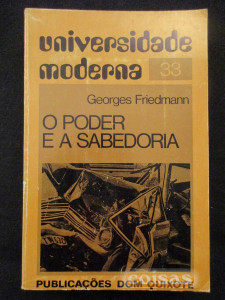 universidade
moderna 33
Georges Friedmann
O PODER
E A SABEDORIA
PUBLICAÇÕES DOM QUIXOTE
coisas